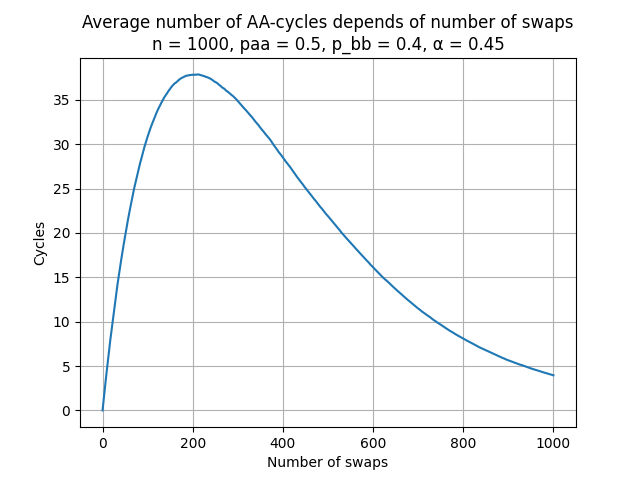 Average number of AA-cycles depends of number of swaps
n = 1000, paa = 0.5, p_bb = 0.4, α = 0.45
35
30
25
20
15
10
5
0
Cycles
0 200 400 600 800 1000
Number of swaps